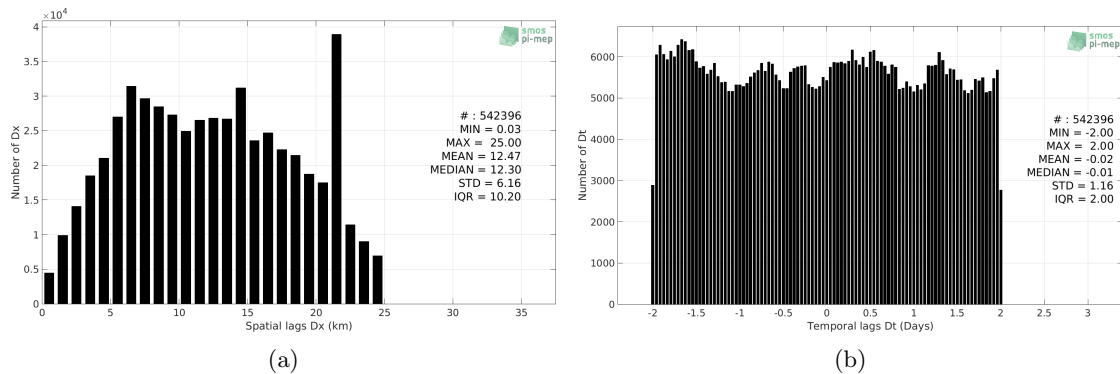 ×10^4
4
3.5
3
2.5
2
1.5
1
0.5
0
0 5 10 15 20 25 30 35
Number of Dx
Spatial lags Dx (km)
smos
pi-mep
# : 542396
MIN = 0.03
MAX = 25.00
MEAN = 12.47
MEDIAN = 12.30
STD = 6.16
IQR = 10.20
(a)
6000
5000
4000
3000
2000
1000
0
-2 -1.5 -1 -0.5 0 0.5 1 1.5 2 2.5 3
Number of Dt
Temporal lags Dt (Days)
smos
pi-mep
# : 542396
MIN = -2.00
MAX = 2.00
MEAN = -0.02
MEDIAN = -0.01
STD = 1.16
IQR = 2.00
(b)